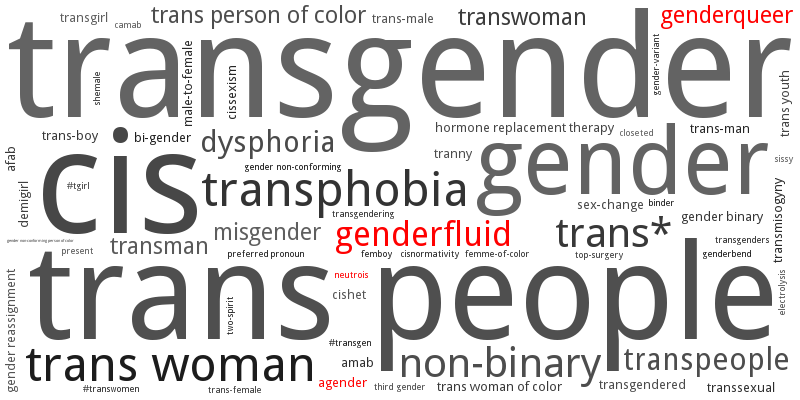 transgirl
camab
trans person of color
trans-male
transwoman
genderqueer
transgender
shemale
male-to-female
cissexism
gender-variant
trans youth
trans-boy
bi-gender
dysphoria
hormone replacement therapy
closeted
trans-man
afab
cis
gender non-conforming
tranny
gender
sissy
demigirl
#tgirl
transphobia
transgendering
sex-change
binder
gender binary
transmisogyny
gender non-conforming person of color
present
transman
misgender
genderfluid
trans*
transgenders
preferred pronoun
femboy
cisnormativity
femme-of-color
top-surgery
genderbend
gender reassignment
trans
two-spirit
neutrois
cishet
people
electrolysis
#transgen
trans woman
amab
non-binary
transpeople
#transwomen
trans-female
agender
third gender
trans woman of color
transgendered
transsexual